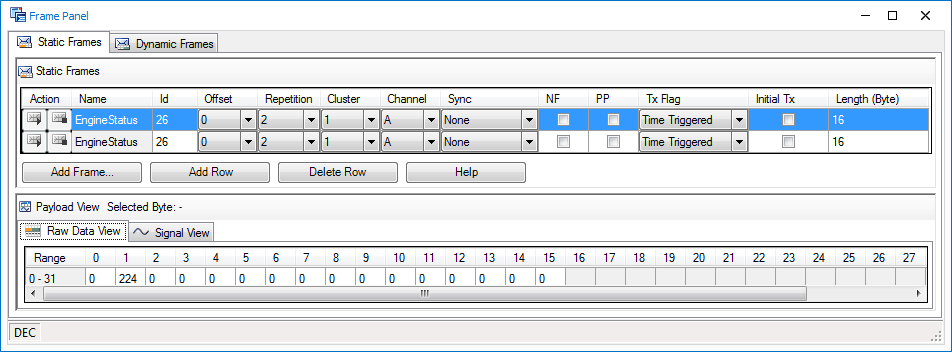 Frame Panel
Static Frames Dynamic Frames
Static Frames
Action Name Id Offset Repetition Cluster Channel Sync NF PP Tx Flag Initial Tx Length (Byte)
EngineStatus 26 0 2 1 A None Time Triggered 16
EngineStatus 26 0 2 1 A None Time Triggered 16
Add Frame... Add Row Delete Row Help
Payload View Selected Byte: -
Raw Data View Signal View
Range 0 1 2 3 4 5 6 7 8 9 10 11 12 13 14 15 16 17 18 19 20 21 22 23 24 25 26 27
0 - 31 0 224 0 0 0 0 0 0 0 0 0 0 0 0 0 0
DEC